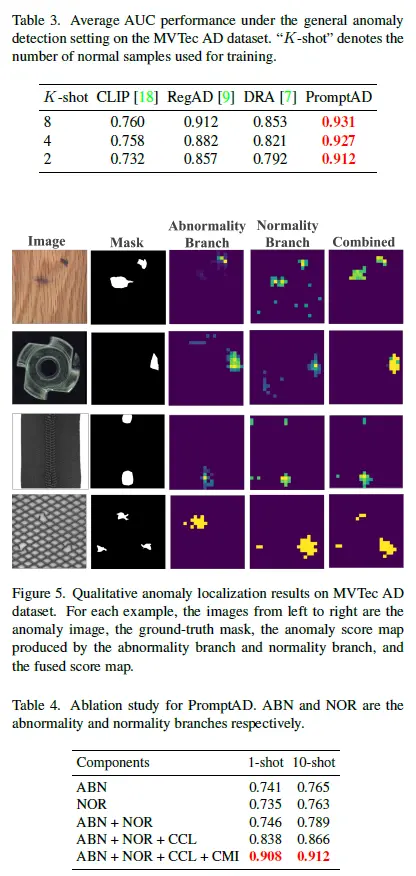 Table 3. Average AUC performance under the general anomaly
detection setting on the MVTec AD dataset. “K-shot” denotes the
number of normal samples used for training.
K-shot CLIP [18] RegAD [9] DRA [7] PromptAD
8 0.760 0.912 0.853 0.931
4 0.758 0.882 0.821 0.927
2 0.732 0.857 0.792 0.912
Image Mask Abnormality Branch Normality Branch Combined
Figure 5. Qualitative anomaly localization results on MVTec AD
dataset. For each example, the images from left to right are the
anomaly image, the ground-truth mask, the anomaly score map
produced by the abnormality branch and normality branch, and
the fused score map.
Table 4. Ablation study for PromptAD. ABN and NOR are the
abnormality and normality branches respectively.
Components 1-shot 10-shot
ABN 0.741 0.765
NOR 0.735 0.763
ABN + NOR 0.746 0.789
ABN + NOR + CCL 0.838 0.866
ABN + NOR + CCL + CMI 0.908 0.912